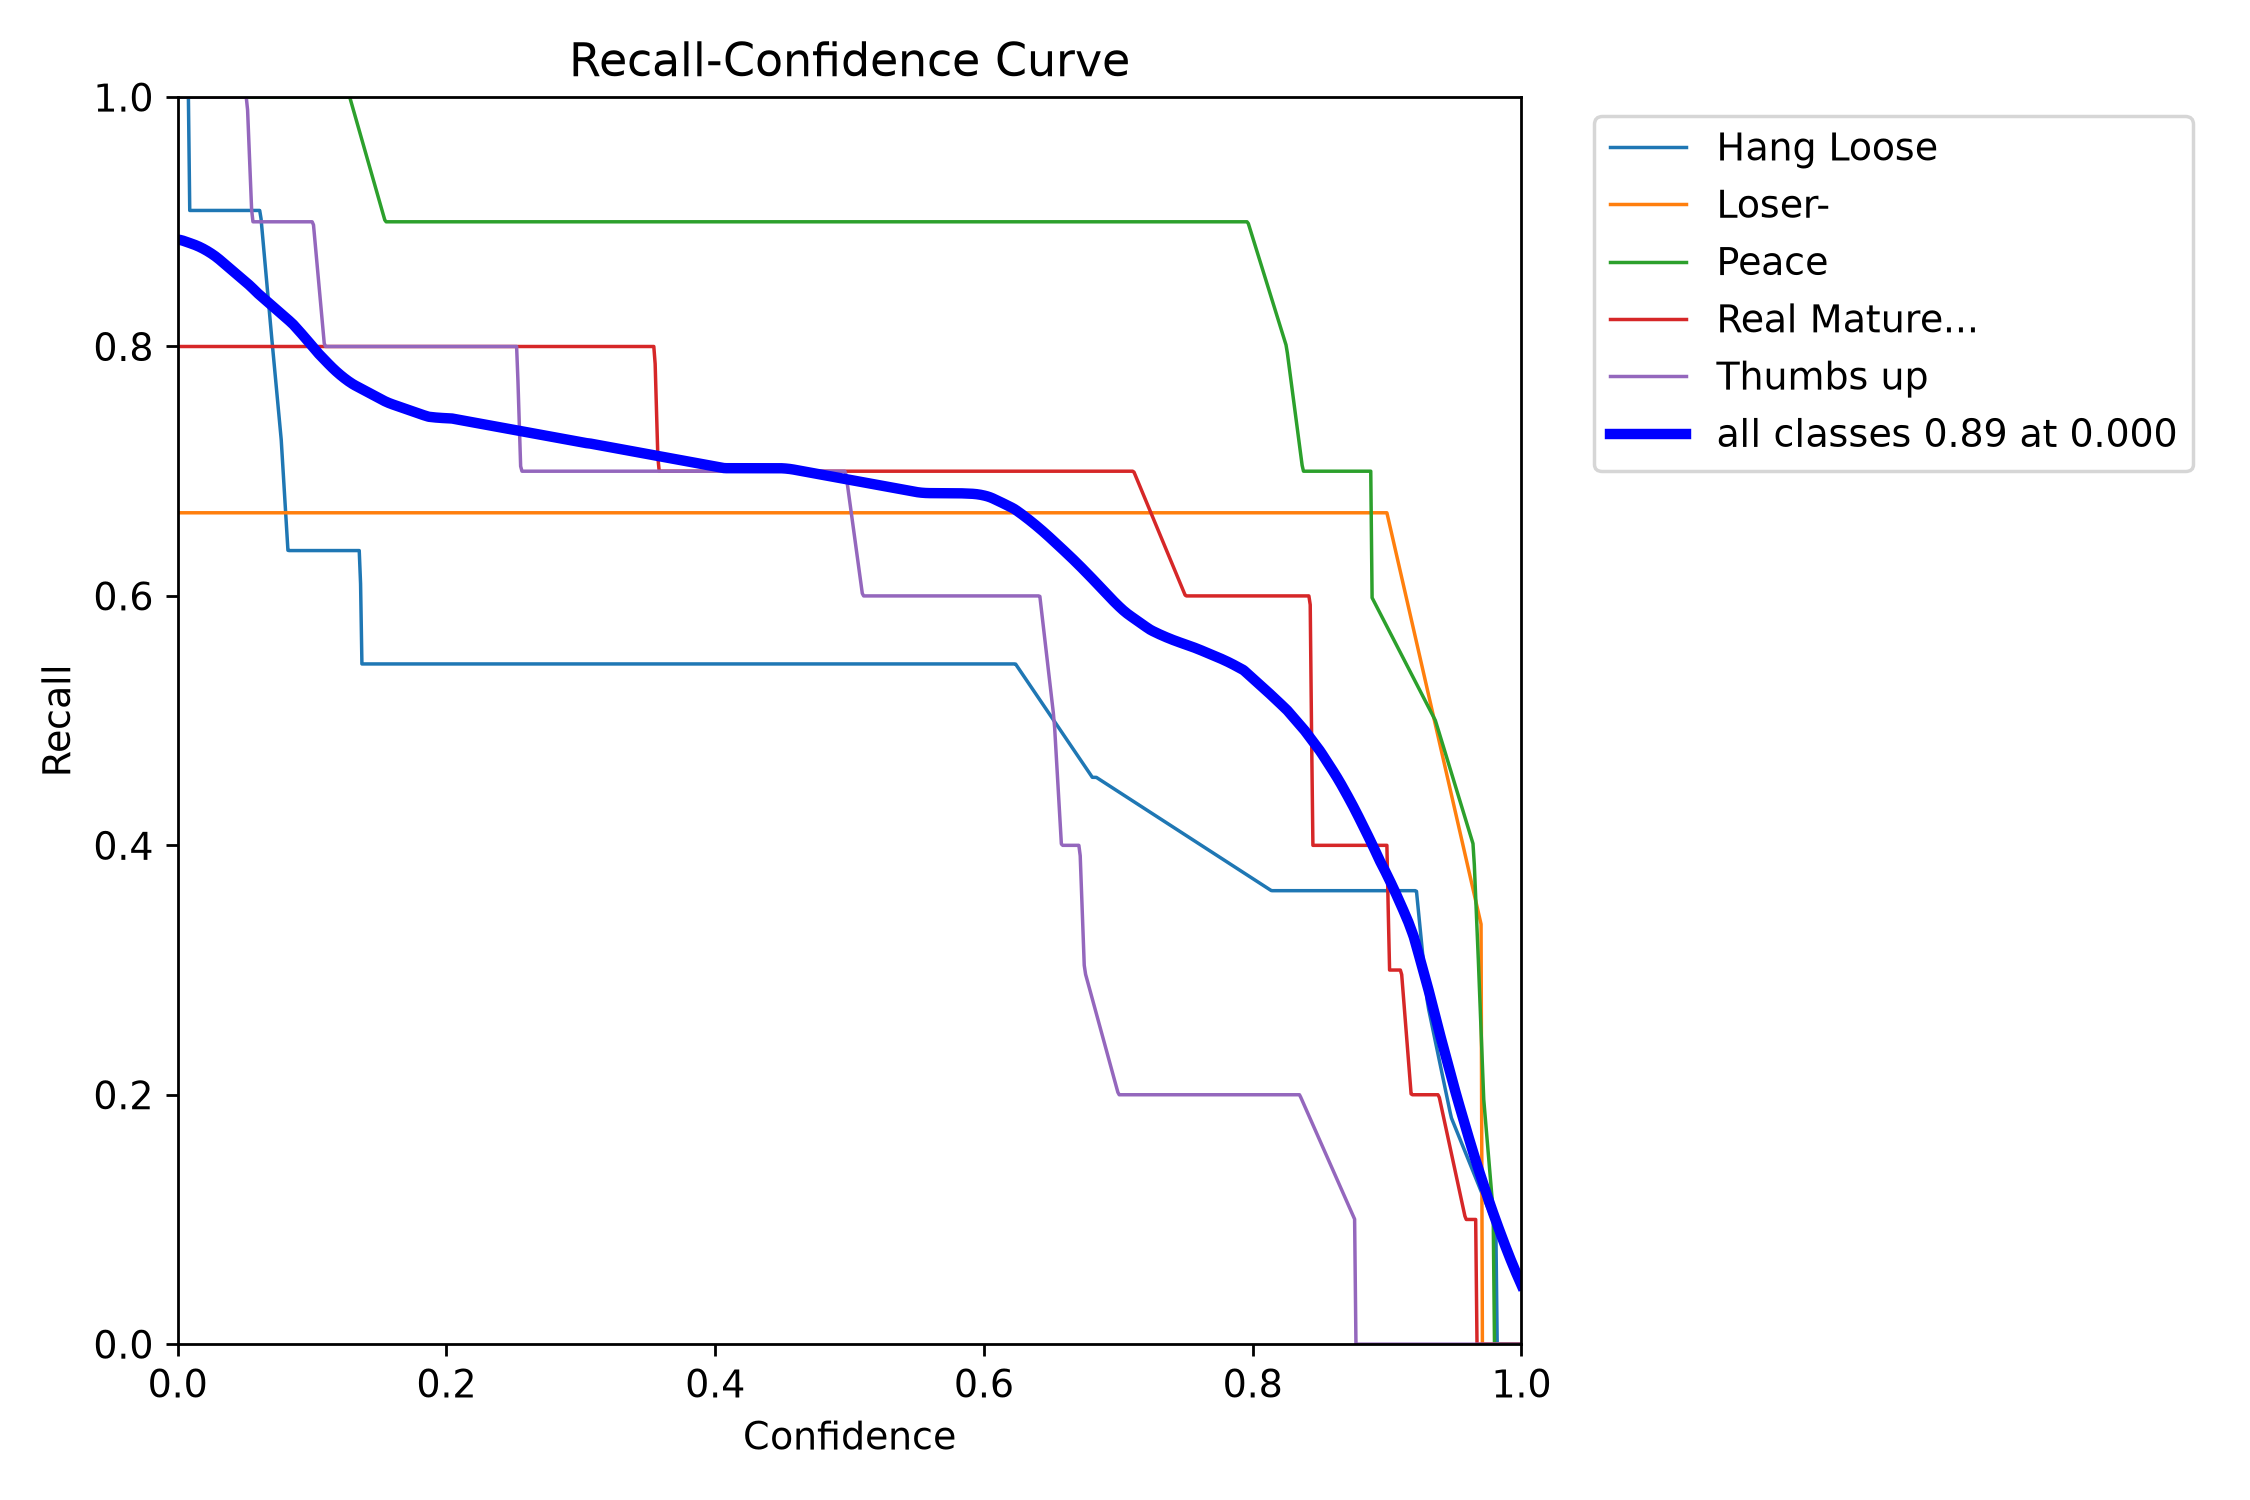 Recall-Confidence Curve
1.0
0.8
0.6
0.4
0.2
0.0
Recall
0.0 0.2 0.4 0.6 0.8 1.0
Confidence
Hang Loose
Loser-
Peace
Real Mature...
Thumbs up
all classes 0.89 at 0.000